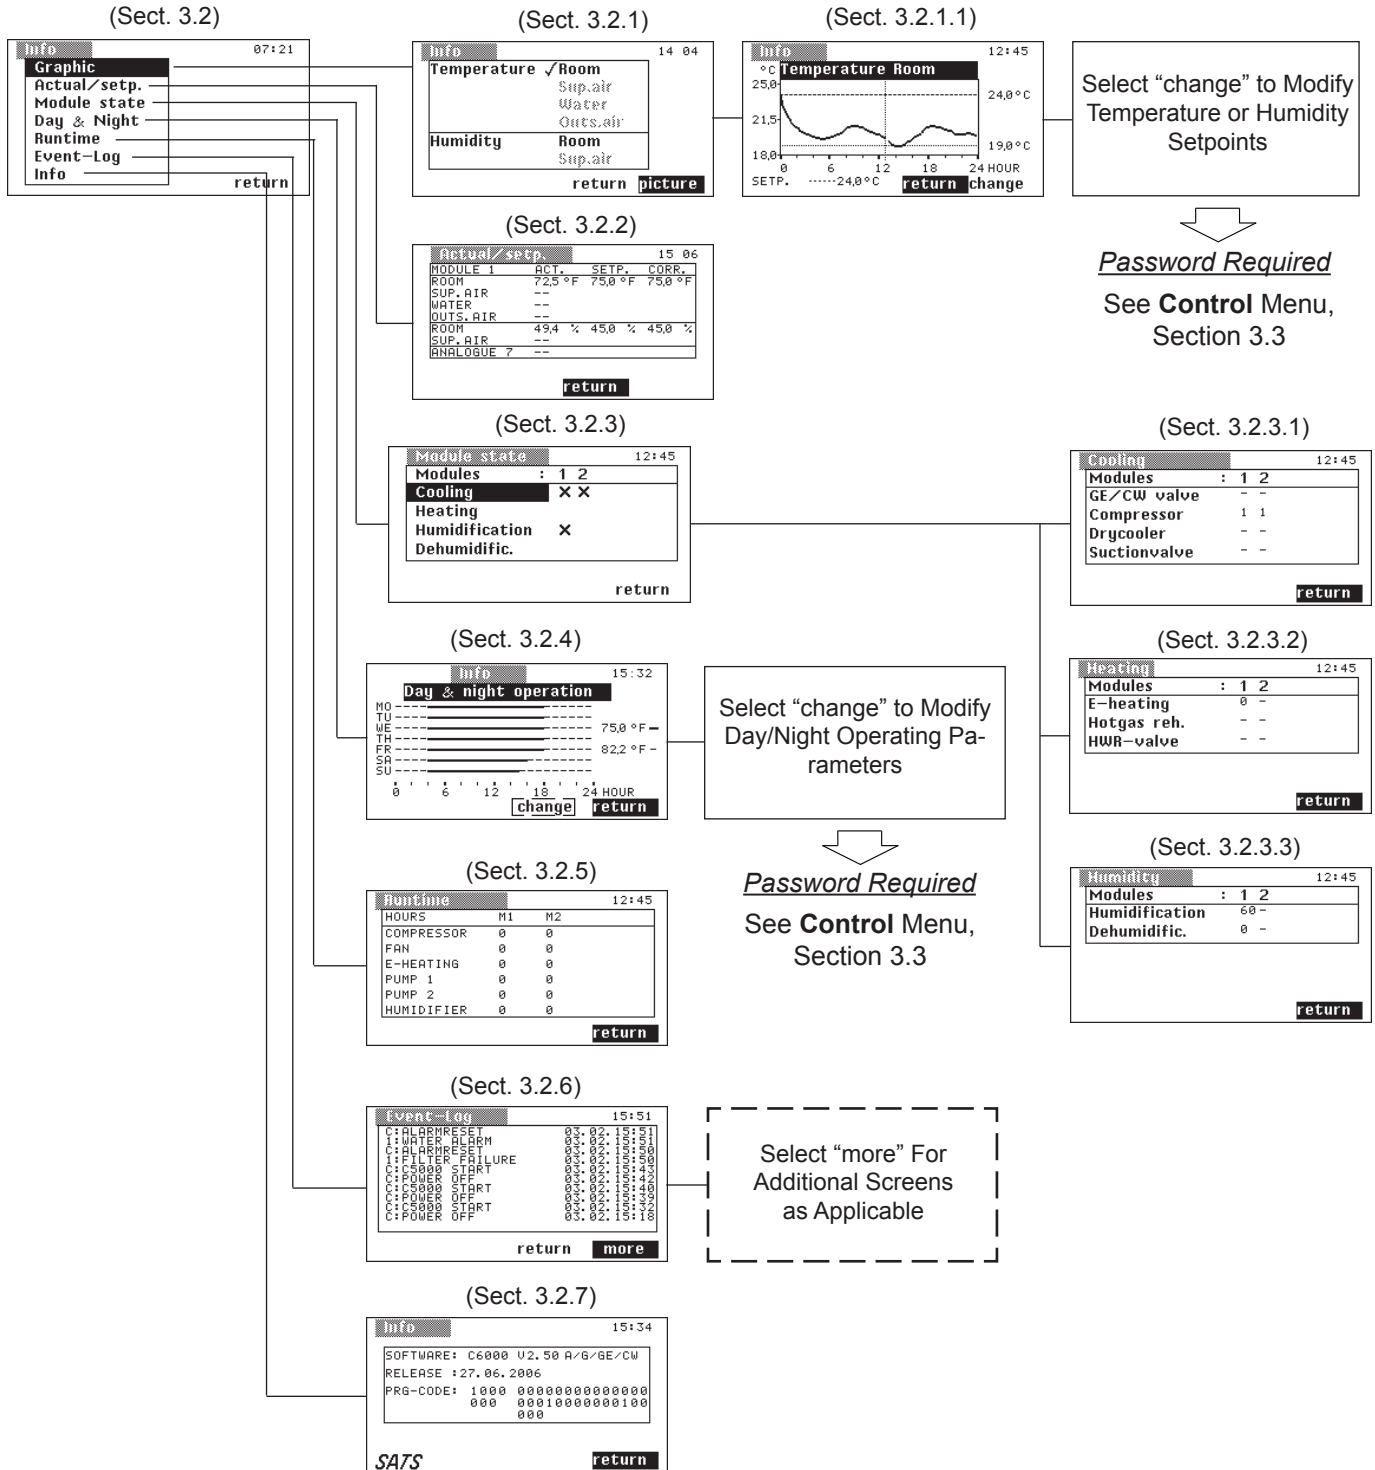 (Sect. 3.2)
Info 07:21
Graphic
Actual/setp.
Module state
Day & Night
Runtime
Event-Log
Info
return
(Sect. 3.2.1)
Info 14 04
Temperature ✓Room
Sup.air
Water
Outs.air
Humidity Room
Sup.air
return picture
(Sect. 3.2.1.1)
Info 12:45
°C Temperature Room
25,0
24,0°C
21,5
19,0°C
18,0
0 6 12 18 24 HOUR
SETP. -----24,0°C return change
Select “change” to Modify
Temperature or Humidity
Setpoints
Password Required
See Control Menu,
Section 3.3
(Sect. 3.2.2)
Actual/setp. 15 06
MODULE 1 ACT. SETP. CORR.
ROOM 72,5 °F 75,0 °F 75,0 °F
SUP.AIR --
WATER --
OUTS.AIR --
ROOM 49,4 % 45,0 % 45,0 %
SUP.AIR --
ANALOGUE 7 --
return
(Sect. 3.2.3)
Module state 12:45
Modules : 1 2
Cooling × ×
Heating
Humidification ×
Dehumidific.
return
(Sect. 3.2.3.1)
Cooling 12:45
Modules : 1 2
GE/CW valve - -
Compressor 1 1
Drycooler - -
Suctionvalve - -
return
(Sect. 3.2.3.2)
Heating 12:45
Modules : 1 2
E-heating 0 -
Hotgas reh. - -
HWR-valve - -
return
(Sect. 3.2.3.3)
Humidity 12:45
Modules : 1 2
Humidification 60 -
Dehumidific. 0 -
return
(Sect. 3.2.4)
Info 15:32
Day & night operation
MO
TU
WE 75,0 °F –
TH
FR 82,2 °F -
SA
SU
0 6 12 18 24 HOUR
change return
Select “change” to Modify
Day/Night Operating Pa-
rameters
Password Required
See Control Menu,
Section 3.3
(Sect. 3.2.5)
Runtime 12:45
HOURS M1 M2
COMPRESSOR 0 0
FAN 0 0
E-HEATING 0 0
PUMP 1 0 0
PUMP 2 0 0
HUMIDIFIER 0 0
return
(Sect. 3.2.6)
Event-Log 15:51
C:ALARMRESET 03.02.15:51
1:WATER ALARM 03.02.15:51
C:ALARMRESET 03.02.15:50
1:FILTER FAILURE 03.02.15:50
C:C5000 START 03.02.15:43
C:POWER OFF 03.02.15:42
C:C5000 START 03.02.15:40
C:POWER OFF 03.02.15:39
C:C5000 START 03.02.15:32
C:POWER OFF 03.02.15:18
return more
Select “more” For
Additional Screens
as Applicable
(Sect. 3.2.7)
Info 15:34
SOFTWARE: C6000 V2.50 A/G/GE/CW
RELEASE :27.06.2006
PRG-CODE: 1000 00000000000000
000 00010000000100
000
SATS return